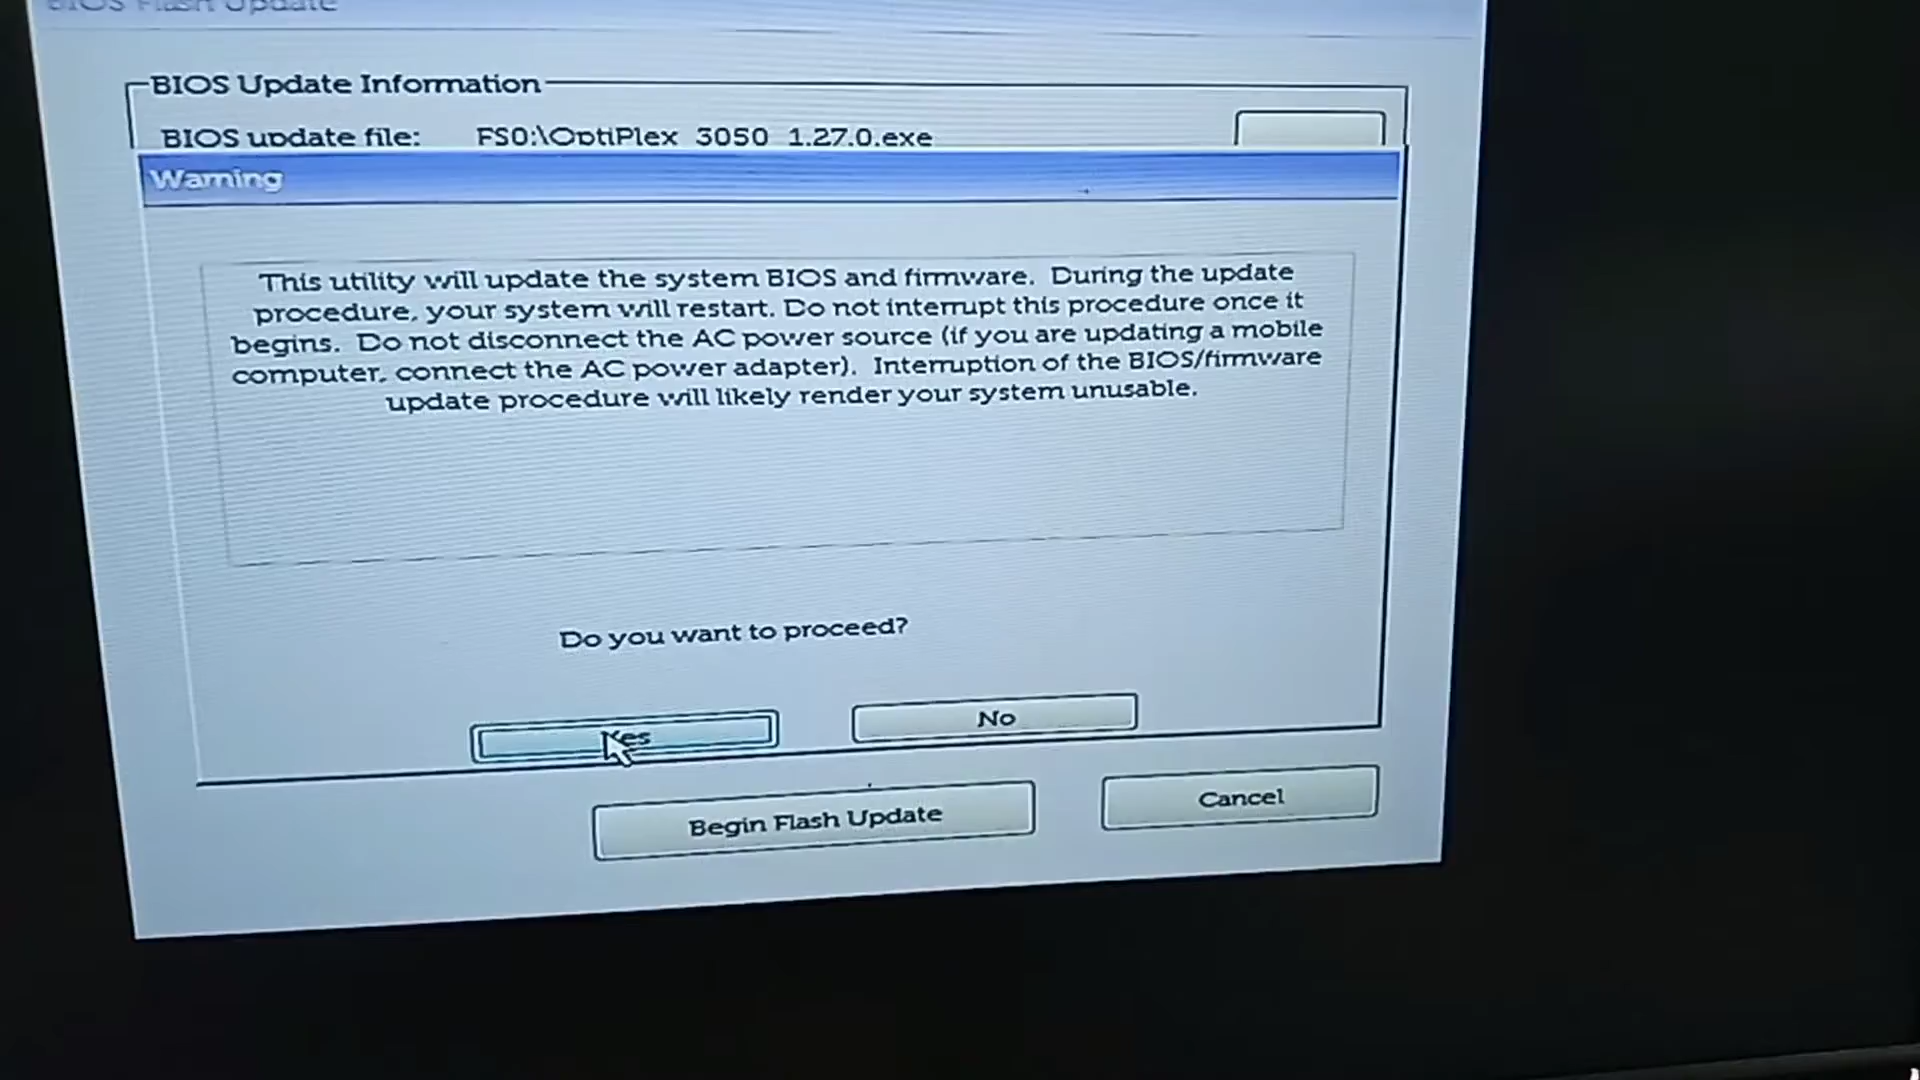 BIOS Flash Update
BIOS Update Information
BIOS update file: FS0:\OptiPlex_3050_1.27.0.exe
Warning
This utility will update the system BIOS and firmware. During the update
procedure, your system will restart. Do not interrupt this procedure once it
begins. Do not disconnect the AC power source (if you are updating a mobile
computer, connect the AC power adapter). Interruption of the BIOS/firmware
update procedure will likely render your system unusable.
Do you want to proceed?
Yes No
Begin Flash Update Cancel